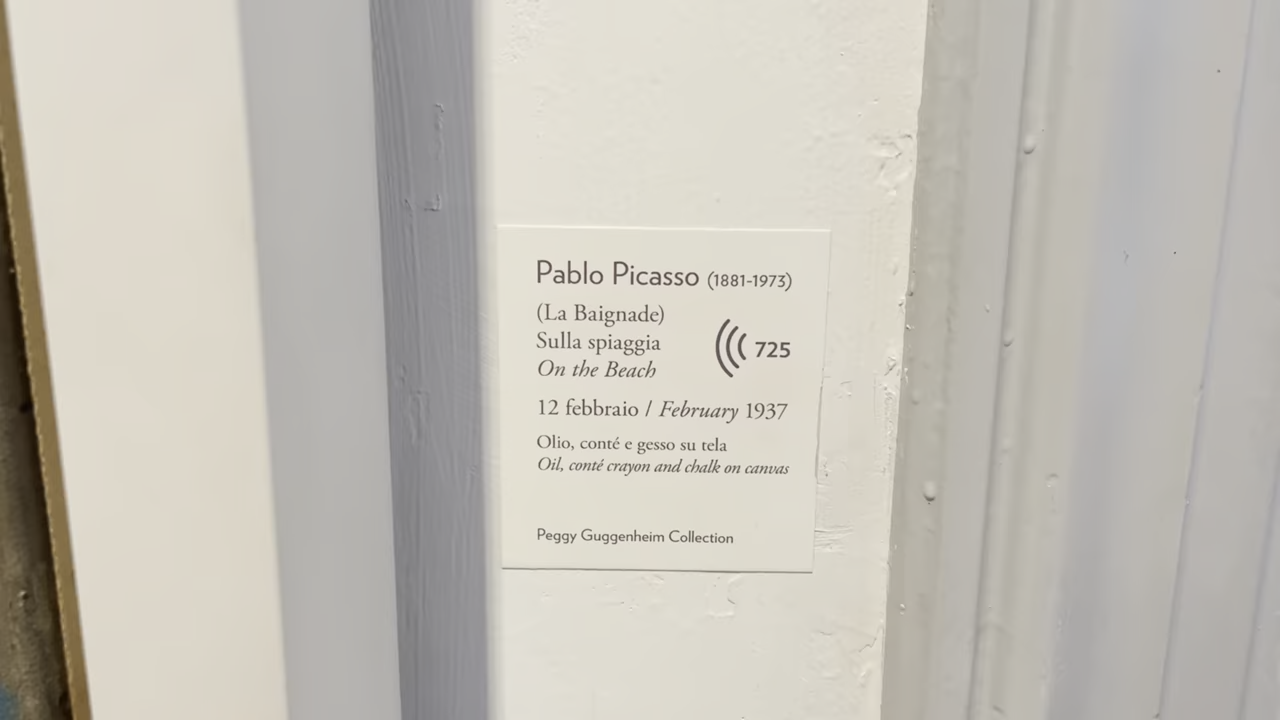 Pablo Picasso (1881-1973)
(La Baignade)
Sulla spiaggia
On the Beach
725
12 febbraio / February 1937
Olio, conté e gesso su tela
Oil, conté crayon and chalk on canvas
Peggy Guggenheim Collection